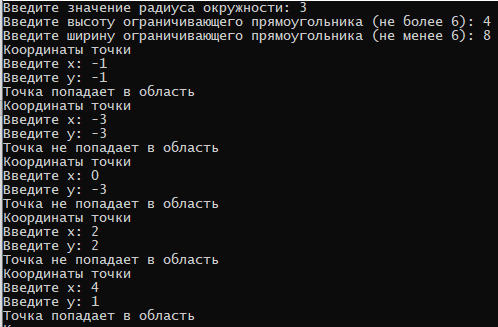 Введите значение радиуса окружности: 3
Введите высоту ограничивающего прямоугольника (не более 6): 4
Введите ширину ограничивающего прямоугольника (не менее 6): 8
Координаты точки
Введите x: -1
Введите y: -1
Точка попадает в область
Координаты точки
Введите x: -3
Введите y: -3
Точка не попадает в область
Координаты точки
Введите x: 0
Введите y: -3
Точка не попадает в область
Координаты точки
Введите x: 2
Введите y: 2
Точка не попадает в область
Координаты точки
Введите x: 4
Введите y: 1
Точка попадает в область